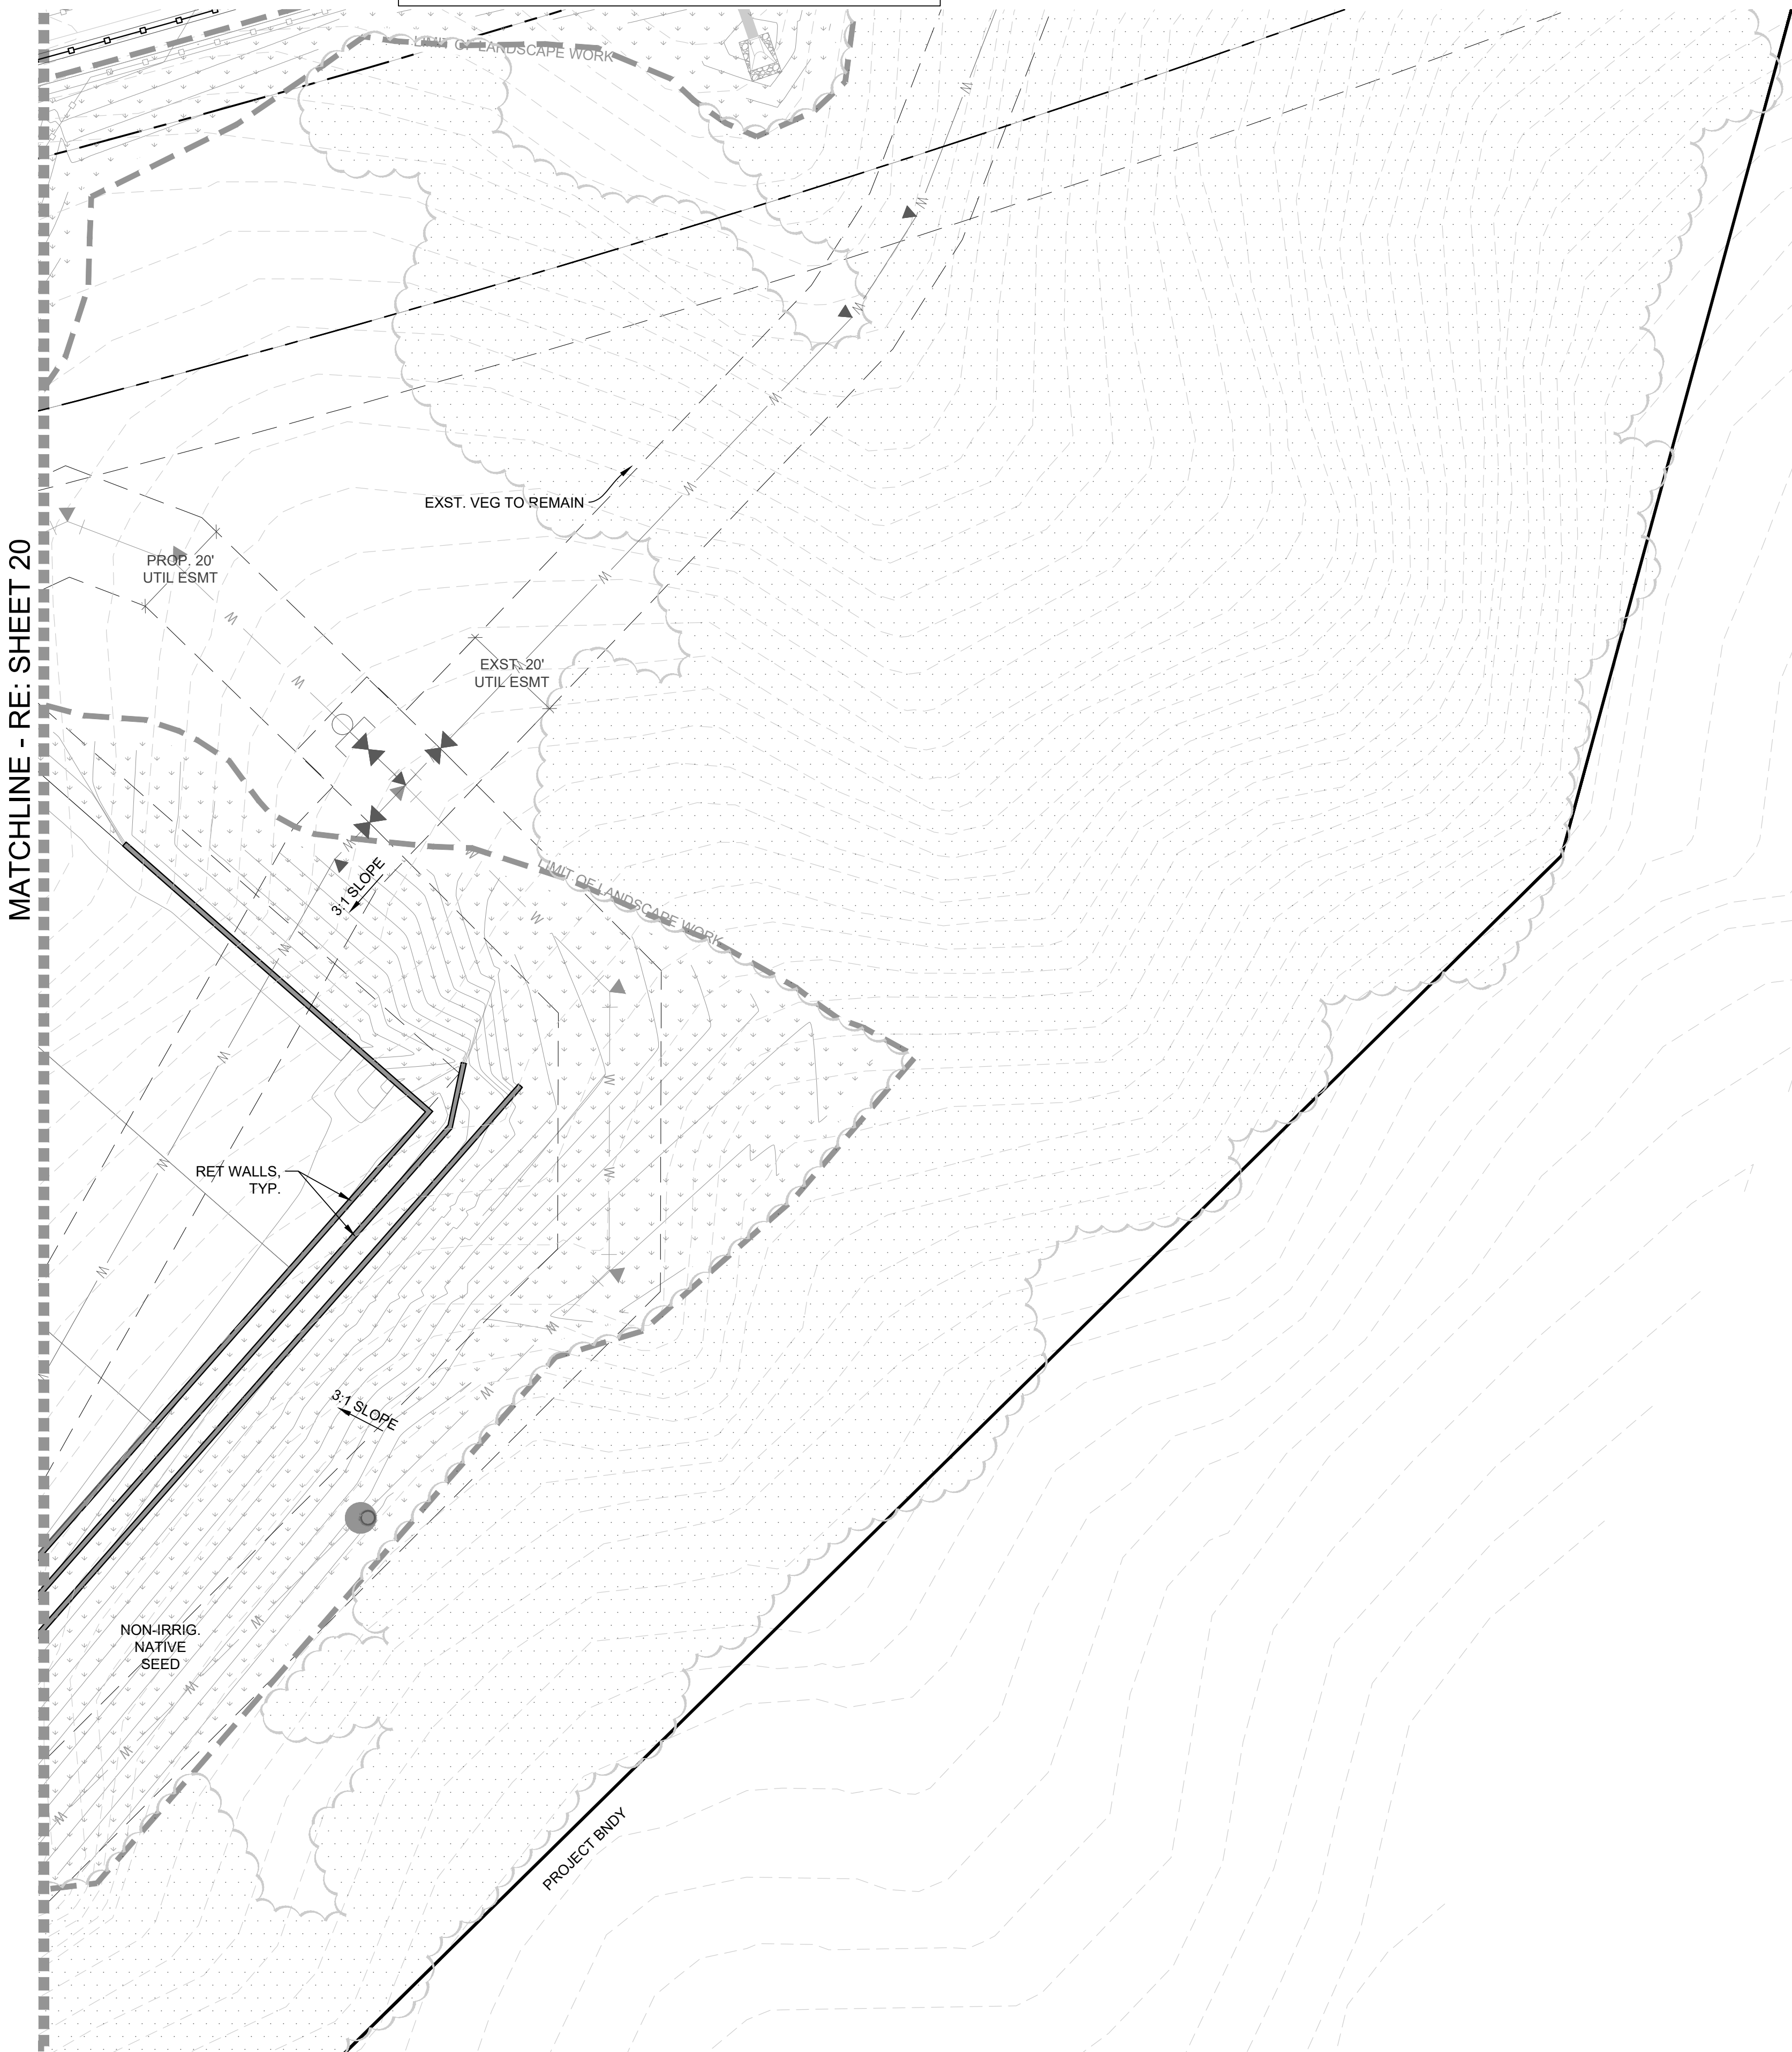 LIMIT OF LANDSCAPE WORK
W
W
W
W
EXST. VEG TO REMAIN
W
W
MATCHLINE - RE: SHEET 20
PROP. 20'
UTIL ESMT
W
W
EXST. 20'
UTIL ESMT
W
W
W
3:1 SLOPE
LIMIT OF LANDSCAPE WORK
W
W
W
W
W
W
RET WALLS,
TYP.
W
W
W
3:1 SLOPE
W
NON-IRRIG.
NATIVE
SEED
W
W
W
W
PROJECT BNDY